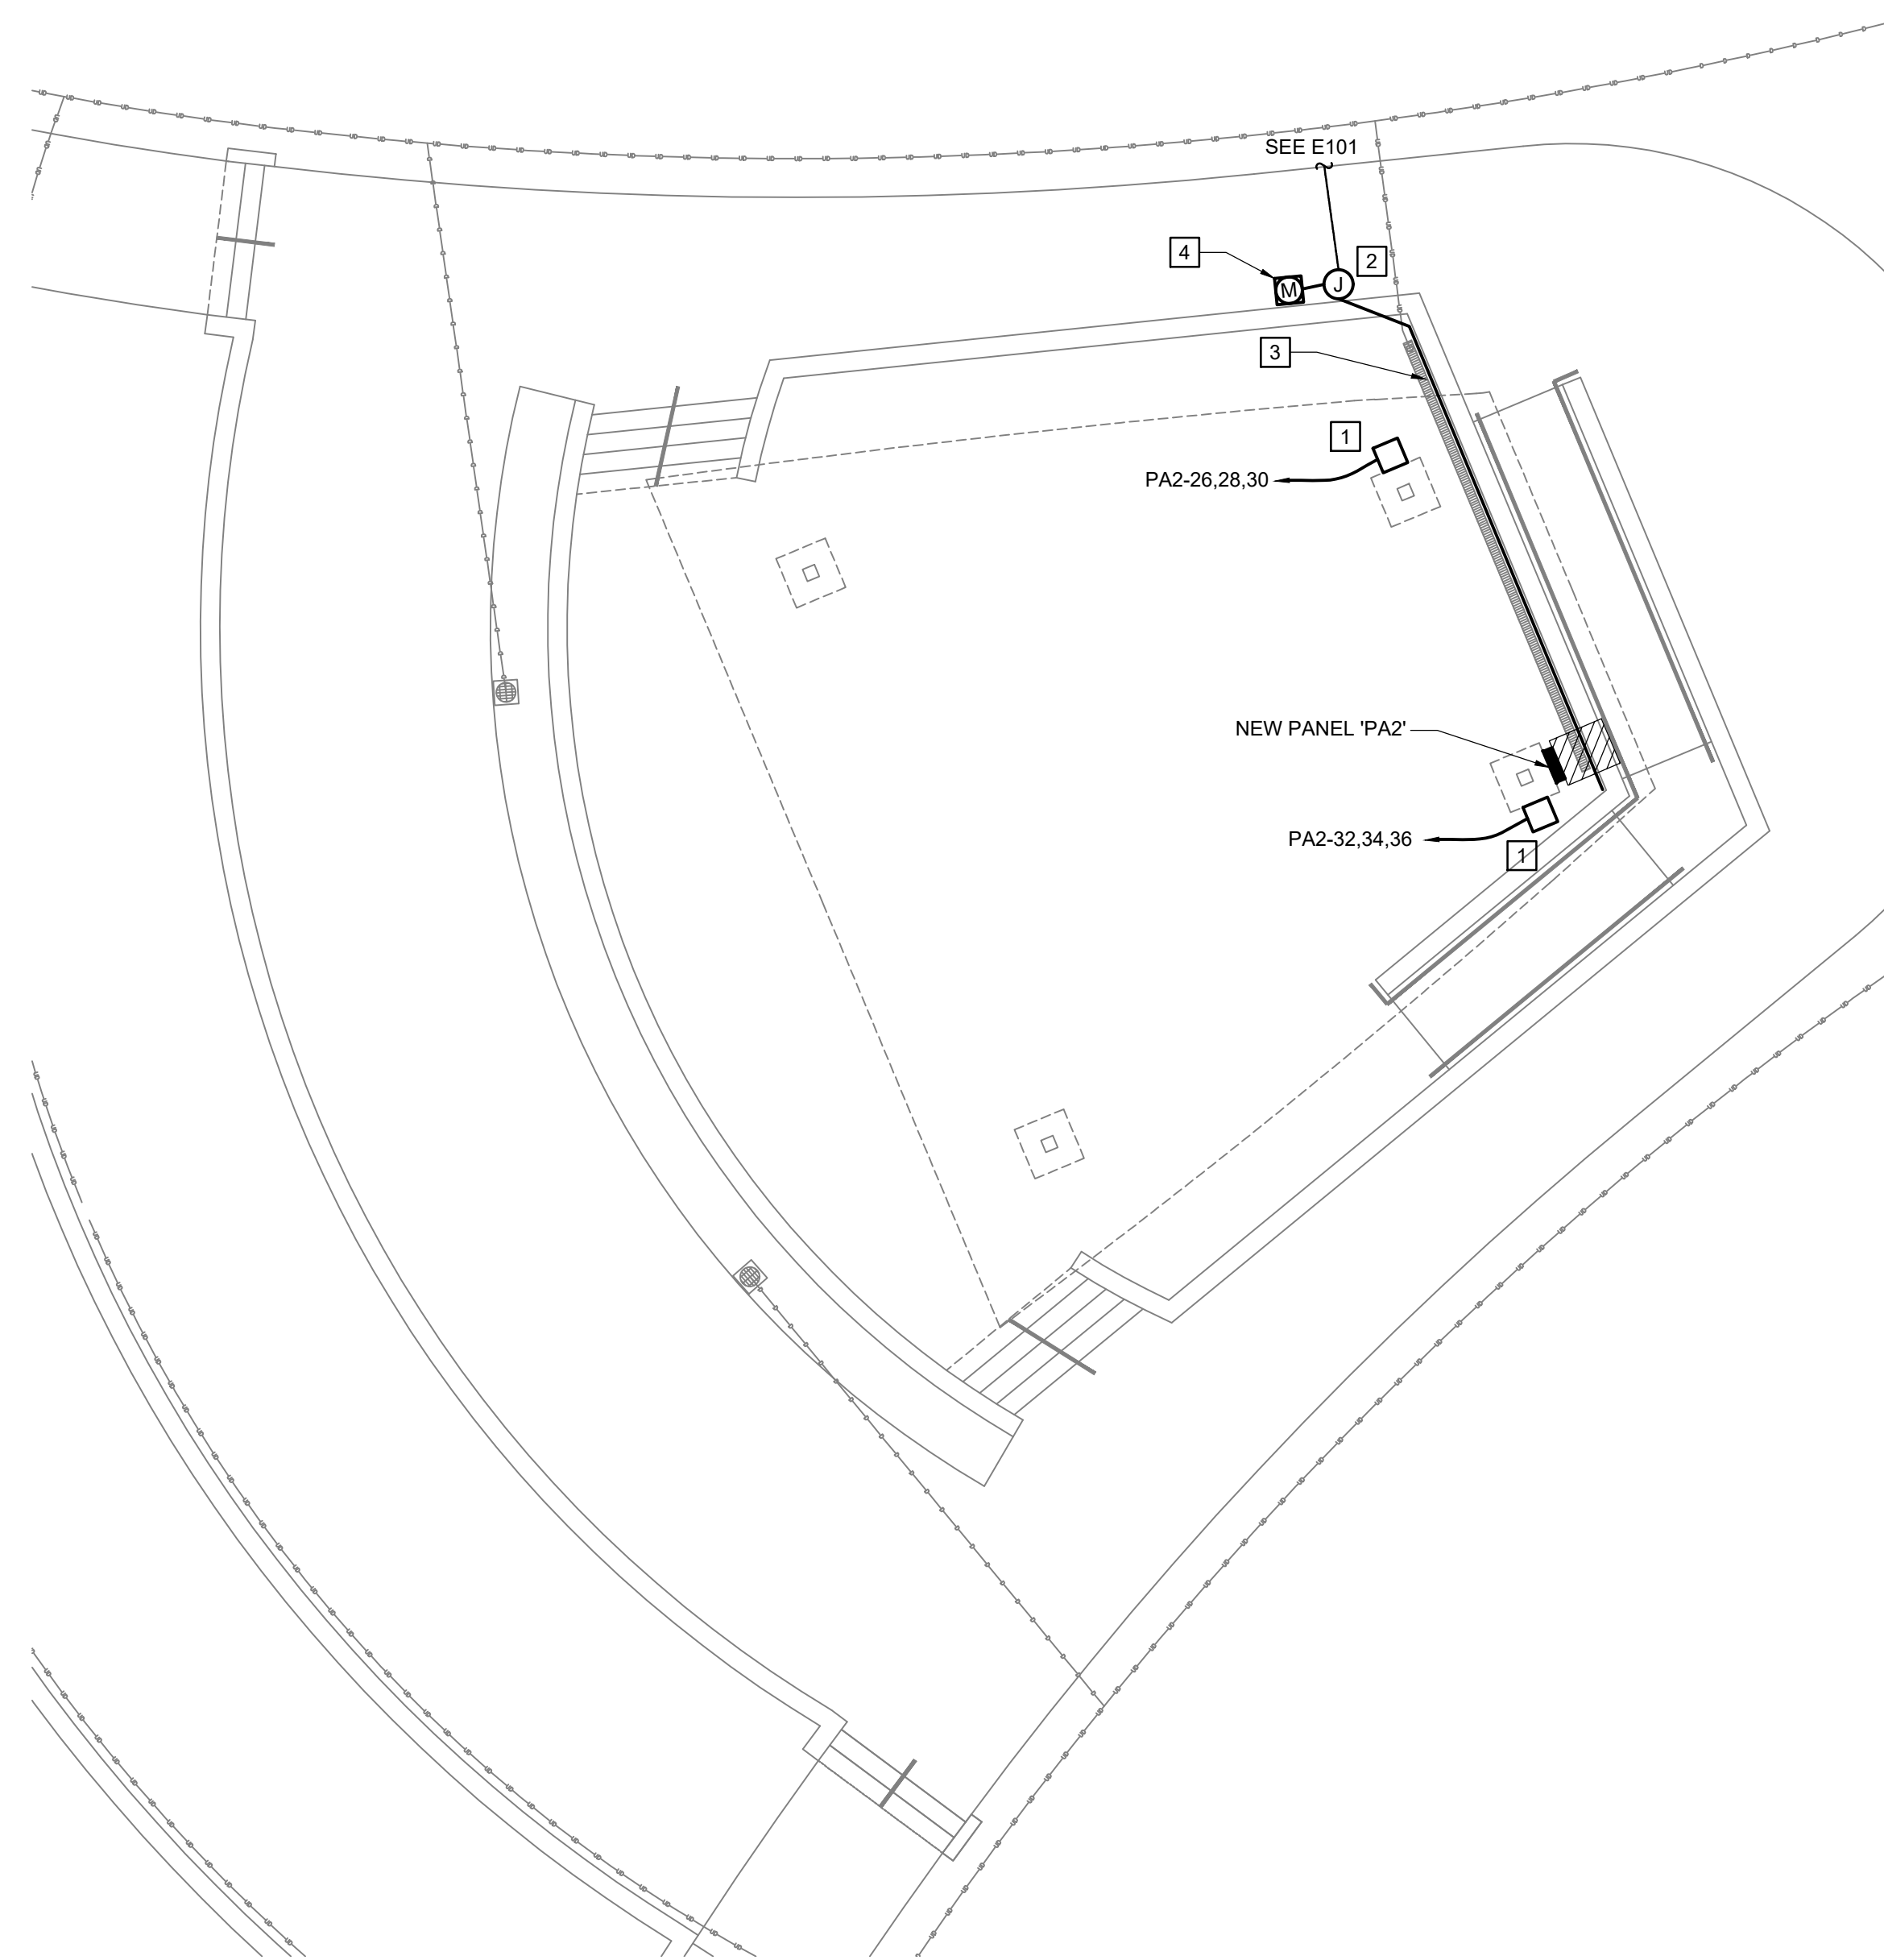 SEE E101
4
2
M
J
3
1
PA2-26,28,30
NEW PANEL 'PA2'
PA2-32,34,36
1